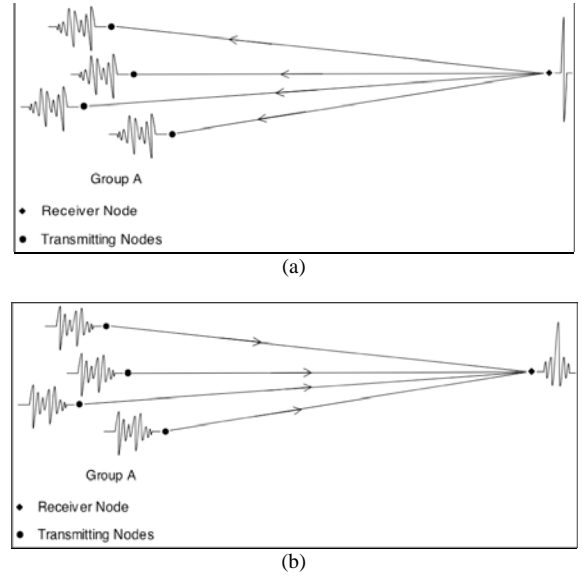 Group A
Receiver Node
Transmitting Nodes
(a)
Group A
Receiver Node
Transmitting Nodes
(b)